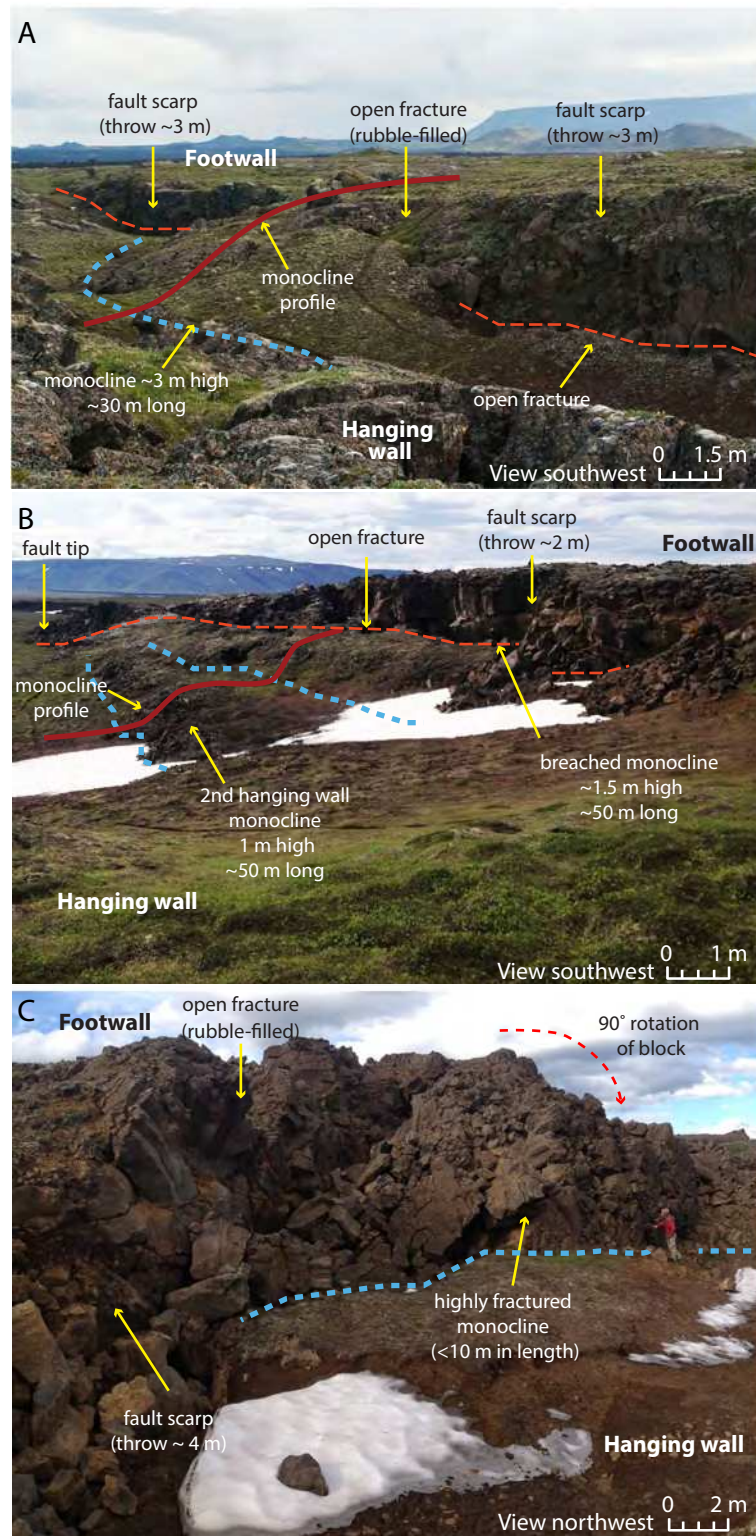 A
fault scarp
(throw ~3 m)
Footwall
open fracture
(rubble-filled)
fault scarp
(throw ~3 m)
monocline
profile
monocline ~3 m high
~30 m long
open fracture
Hanging
wall
0 1.5 m
View southwest
B
fault tip
open fracture
fault scarp
(throw ~2 m)
Footwall
monocline
profile
2nd hanging wall
monocline
1 m high
~50 m long
breached monocline
~1.5 m high
~50 m long
Hanging wall
0 1 m
View southwest
C
Footwall
open fracture
(rubble-filled)
90° rotation
of block
highly fractured
monocline
(<10 m in length)
fault scarp
(throw ~ 4 m)
Hanging wall
0 2 m
View northwest